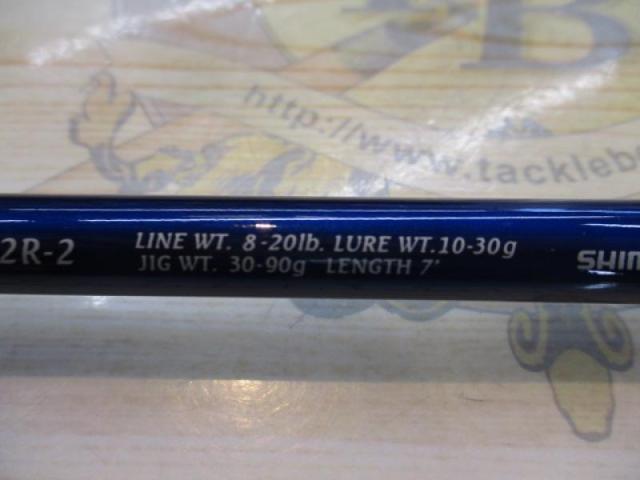 B
http://www.tacklebe
2R-2 LINE WT. 8-20lb. LURE WT.10-30g SHIM
JIG WT. 30-90g LENGTH 7'